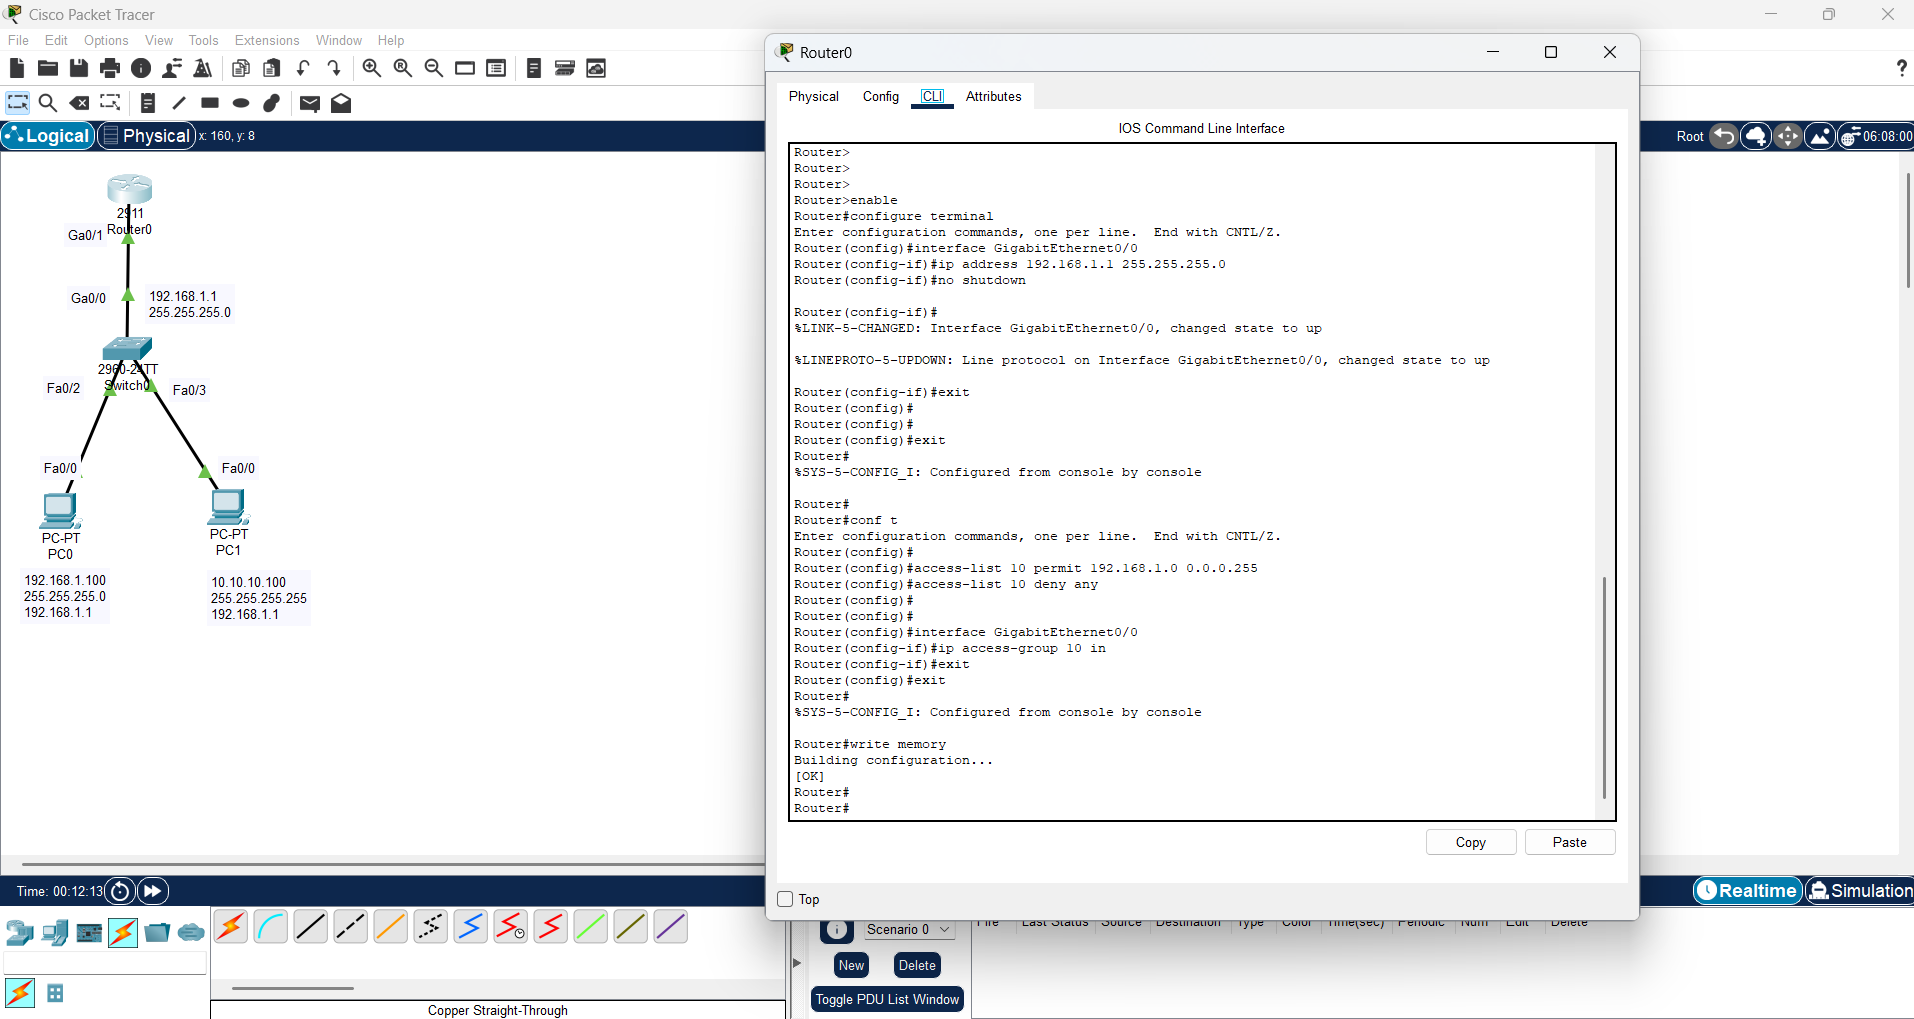 Cisco Packet Tracer
File Edit Options View Tools Extensions Window Help
Logical Physical x: 160, y: 8
Root 06:08:00
2911
Router0
Ga0/1
Ga0/0
192.168.1.1
255.255.255.0
2960-24TT
Switch0
Fa0/2
Fa0/3
Fa0/0
Fa0/0
PC-PT
PC0
PC-PT
PC1
192.168.1.100
255.255.255.0
192.168.1.1
10.10.10.100
255.255.255.255
192.168.1.1
Router0
Physical Config CLI Attributes
IOS Command Line Interface
Router>
Router>
Router>
Router>enable
Router#configure terminal
Enter configuration commands, one per line.  End with CNTL/Z.
Router(config)#interface GigabitEthernet0/0
Router(config-if)#ip address 192.168.1.1 255.255.255.0
Router(config-if)#no shutdown
Router(config-if)#
%LINK-5-CHANGED: Interface GigabitEthernet0/0, changed state to up
%LINEPROTO-5-UPDOWN: Line protocol on Interface GigabitEthernet0/0, changed state to up
Router(config-if)#exit
Router(config)#
Router(config)#
Router(config)#exit
Router#
%SYS-5-CONFIG_I: Configured from console by console
Router#
Router#conf t
Enter configuration commands, one per line.  End with CNTL/Z.
Router(config)#
Router(config)#access-list 10 permit 192.168.1.0 0.0.0.255
Router(config)#access-list 10 deny any
Router(config)#
Router(config)#
Router(config)#interface GigabitEthernet0/0
Router(config-if)#ip access-group 10 in
Router(config-if)#exit
Router(config)#exit
Router#
%SYS-5-CONFIG_I: Configured from console by console
Router#write memory
Building configuration...
[OK]
Router#
Router#
Copy Paste
Top
Time: 00:12:13
Realtime Simulation
Scenario 0
New Delete
Toggle PDU List Window
Fire Last Status Source Destination Type Color Time(sec) Periodic Num Edit Delete
Copper Straight-Through